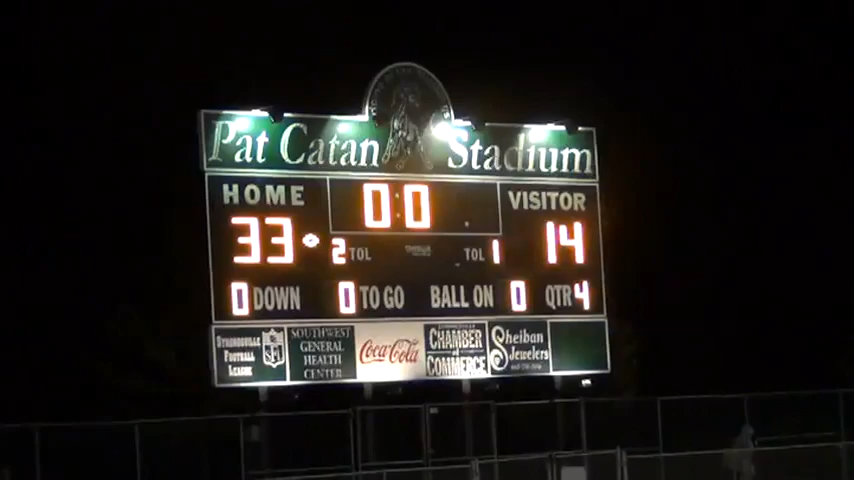 Pat Catan Stadium
HOME 0:0 VISITOR
33 2 TOL TOL 1 14
0 DOWN 0 TO GO BALL ON 0 QTR 4
STRONGSVILLE FOOTBALL LEAGUE
SOUTHWEST GENERAL HEALTH CENTER
Coca-Cola
CHAMBER of COMMERCE
Sheiban Jewelers